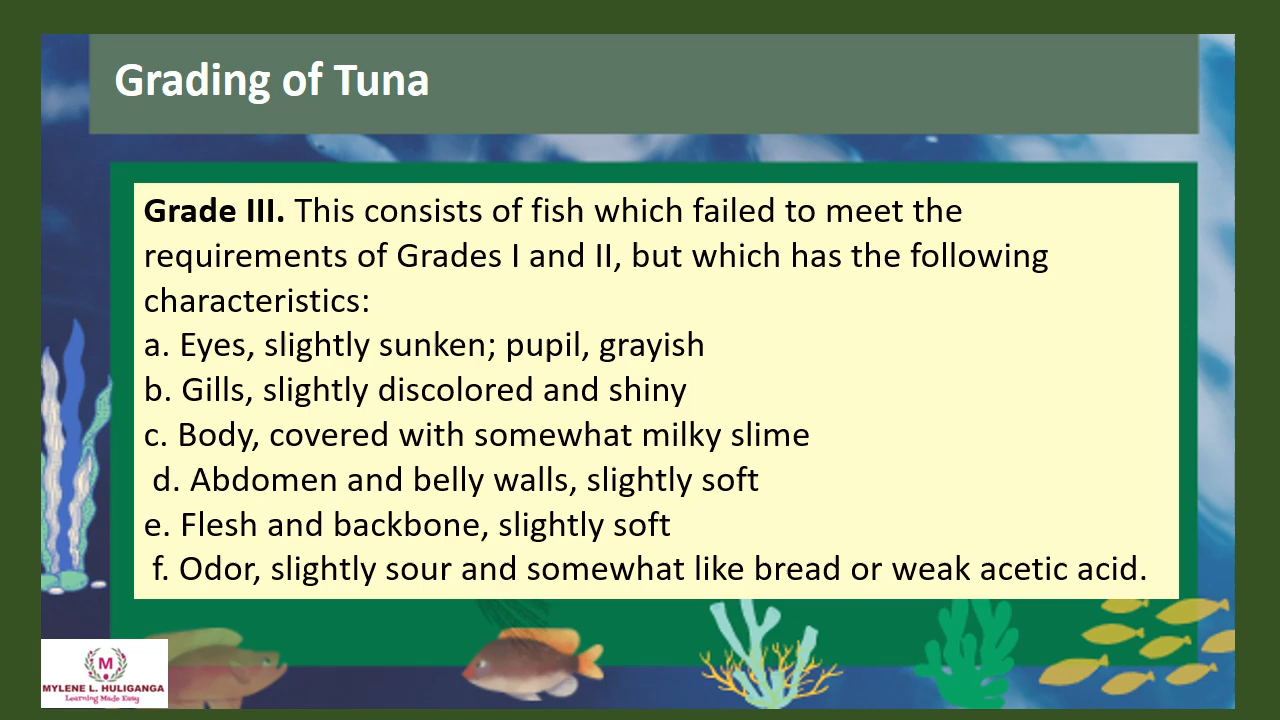 Grading of Tuna
Grade III. This consists of fish which failed to meet the
requirements of Grades I and II, but which has the following
characteristics:
a. Eyes, slightly sunken; pupil, grayish
b. Gills, slightly discolored and shiny
c. Body, covered with somewhat milky slime
d. Abdomen and belly walls, slightly soft
e. Flesh and backbone, slightly soft
f. Odor, slightly sour and somewhat like bread or weak acetic acid.
M
MYLENE L. HULIGANGA
Learning Made Easy